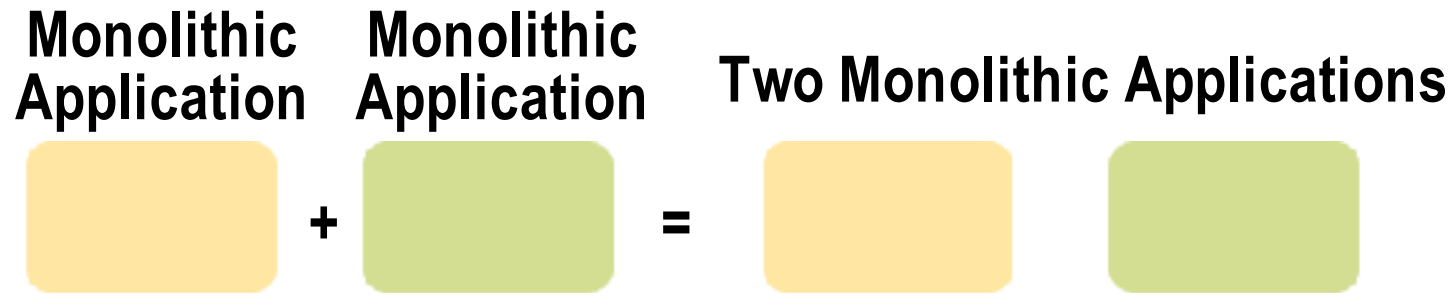 Monolithic
Application
Monolithic
Application
Two Monolithic Applications
+
=